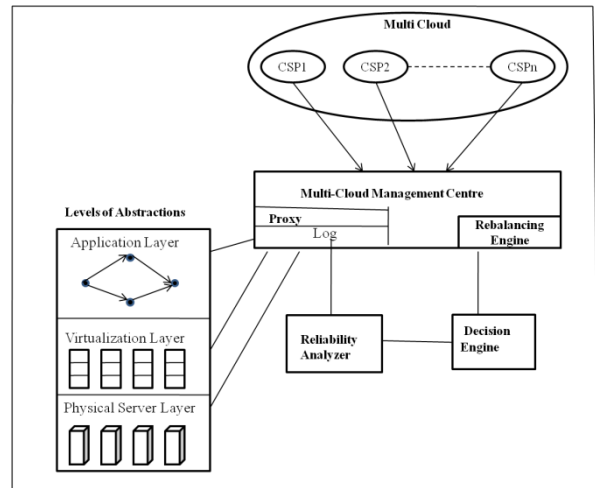 Multi Cloud
CSP1
CSP2
CSPn
Multi-Cloud Management Centre
Proxy
Log
Rebalancing
Engine
Levels of Abstractions
Application Layer
Virtualization Layer
Physical Server Layer
Reliability
Analyzer
Decision
Engine